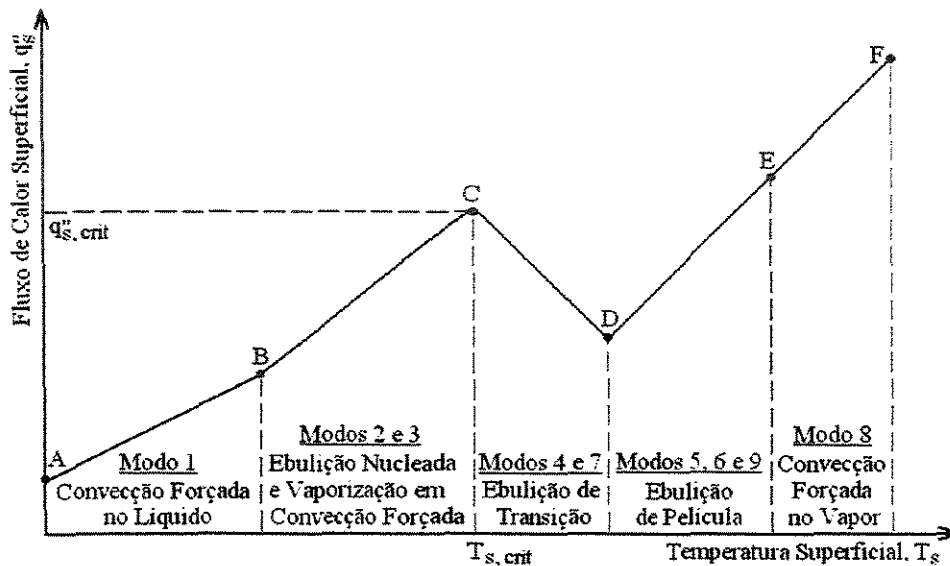 Fluxo de Calor Superficial, q"s
F
E
C
q"s, crit
D
B
A
Modo 1
Convecção Forçada
no Líquido
Modos 2 e 3
Ebulição Nucleada
e Vaporização em
Convecção Forçada
Modos 4 e 7
Ebulição de
Transição
Modos 5, 6 e 9
Ebulição
de Pelicula
Modo 8
Convecção
Forçada
no Vapor
Ts, crit
Temperatura Superficial, Ts